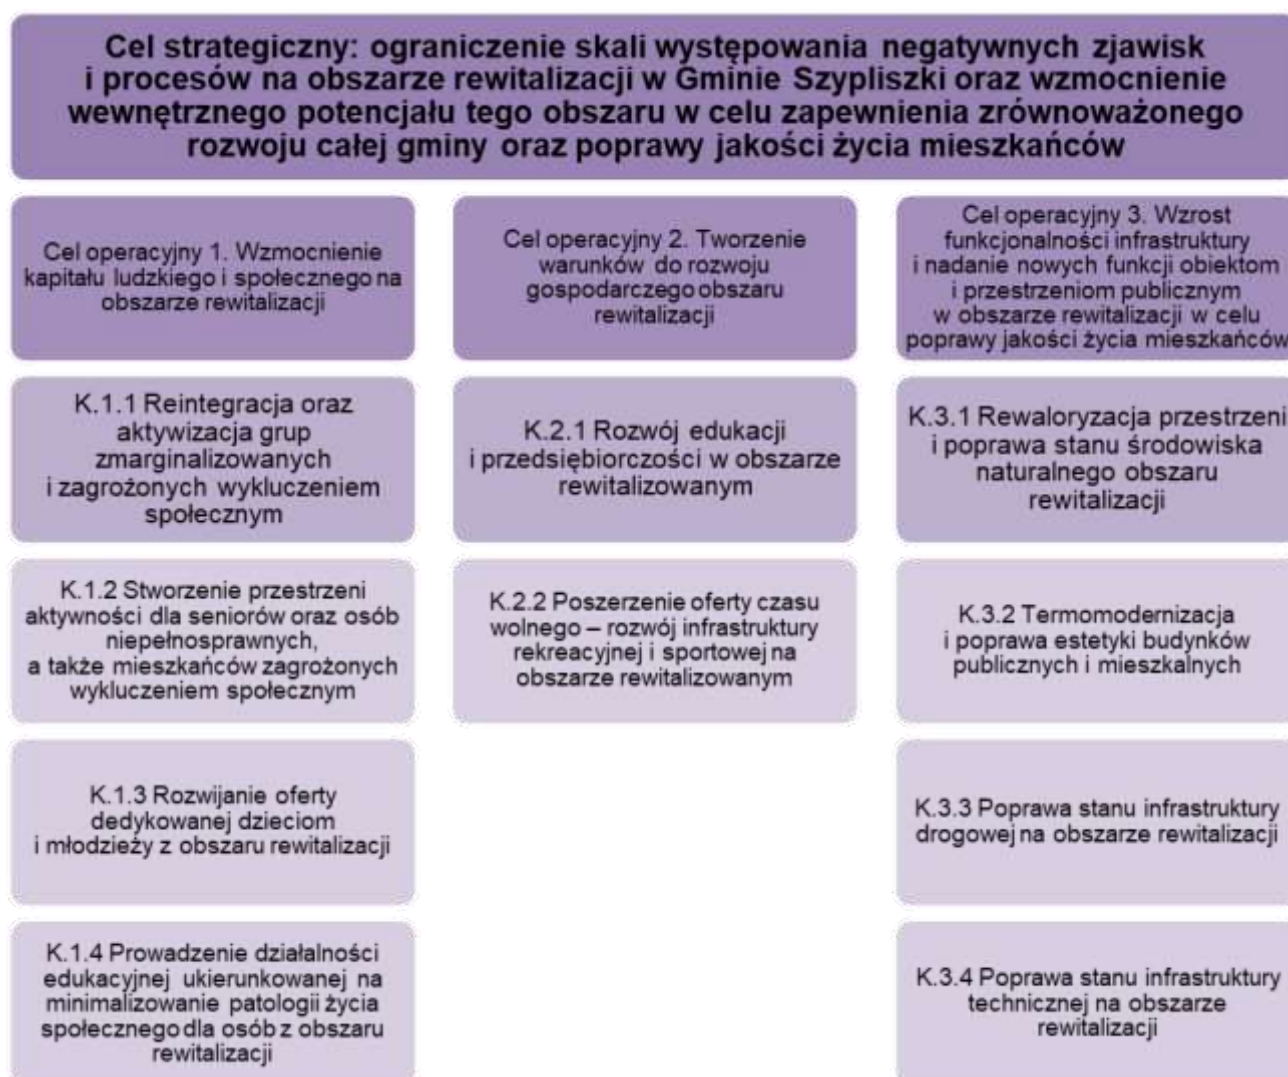 Cel strategiczny: ograniczenie skali występowania negatywnych zjawisk
i procesów na obszarze rewitalizacji w Gminie Szypliszki oraz wzmocnienie
wewnętrznego potencjału tego obszaru w celu zapewnienia zrównoważonego
rozwoju całej gminy oraz poprawy jakości życia mieszkańców
Cel operacyjny 1. Wzmocnienie
kapitału ludzkiego i społecznego na
obszarze rewitalizacji
K.1.1 Reintegracja oraz
aktywizacja grup
zmarginalizowanych
i zagrożonych wykluczeniem
społecznym
K.1.2 Stworzenie przestrzeni
aktywności dla seniorów oraz osób
niepełnosprawnych,
a także mieszkańców zagrożonych
wykluczeniem społecznym
K.1.3 Rozwijanie oferty
dedykowanej dzieciom
i młodzieży z obszaru rewitalizacji
K.1.4 Prowadzenie działalności
edukacyjnej ukierunkowanej na
minimalizowanie patologii życia
społecznego dla osób z obszaru
rewitalizacji
Cel operacyjny 2. Tworzenie
warunków do rozwoju
gospodarczego obszaru
rewitalizacji
K.2.1 Rozwój edukacji
i przedsiębiorczości w obszarze
rewitalizowanym
K.2.2 Poszerzenie oferty czasu
wolnego – rozwój infrastruktury
rekreacyjnej i sportowej na
obszarze rewitalizowanym
Cel operacyjny 3. Wzrost
funkcjonalności infrastruktury
i nadanie nowych funkcji obiektom
i przestrzeniom publicznym
w obszarze rewitalizacji w celu
poprawy jakości życia mieszkańców
K.3.1 Rewaloryzacja przestrzeni
i poprawa stanu środowiska
naturalnego obszaru
rewitalizacji
K.3.2 Termomodernizacja
i poprawa estetyki budynków
publicznych i mieszkalnych
K.3.3 Poprawa stanu infrastruktury
drogowej na obszarze rewitalizacji
K.3.4 Poprawa stanu infrastruktury
technicznej na obszarze
rewitalizacji